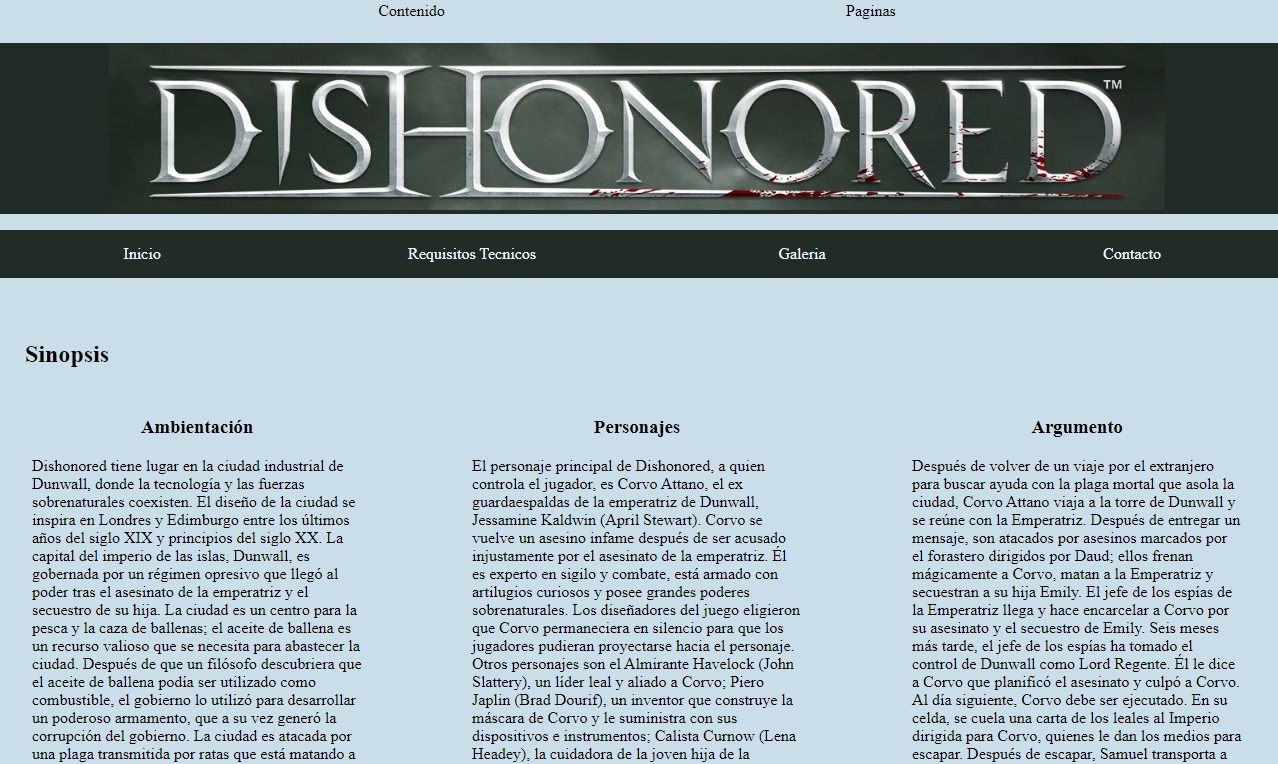 Contenido Paginas
DISHONORED™
Inicio Requisitos Tecnicos Galeria Contacto
Sinopsis
Ambientación
Dishonored tiene lugar en la ciudad industrial de
Dunwall, donde la tecnología y las fuerzas
sobrenaturales coexisten. El diseño de la ciudad se
inspira en Londres y Edimburgo entre los últimos
años del siglo XIX y principios del siglo XX. La
capital del imperio de las islas, Dunwall, es
gobernada por un régimen opresivo que llegó al
poder tras el asesinato de la emperatriz y el
secuestro de su hija. La ciudad es un centro para la
pesca y la caza de ballenas; el aceite de ballena es
un recurso valioso que se necesita para abastecer la
ciudad. Después de que un filósofo descubriera que
el aceite de ballena podía ser utilizado como
combustible, el gobierno lo utilizó para desarrollar
un poderoso armamento, que a su vez generó la
corrupción del gobierno. La ciudad es atacada por
una plaga transmitida por ratas que está matando a
Personajes
El personaje principal de Dishonored, a quien
controla el jugador, es Corvo Attano, el ex
guardaespaldas de la emperatriz de Dunwall,
Jessamine Kaldwin (April Stewart). Corvo se
vuelve un asesino infame después de ser acusado
injustamente por el asesinato de la emperatriz. Él
es experto en sigilo y combate, está armado con
artilugios curiosos y posee grandes poderes
sobrenaturales. Los diseñadores del juego eligieron
que Corvo permaneciera en silencio para que los
jugadores pudieran proyectarse hacia el personaje.
Otros personajes son el Almirante Havelock (John
Slattery), un líder leal y aliado a Corvo; Piero
Japlin (Brad Dourif), un inventor que construye la
máscara de Corvo y le suministra con sus
dispositivos e instrumentos; Calista Curnow (Lena
Headey), la cuidadora de la joven hija de la
Argumento
Después de volver de un viaje por el extranjero
para buscar ayuda con la plaga mortal que asola la
ciudad, Corvo Attano viaja a la torre de Dunwall y
se reúne con la Emperatriz. Después de entregar un
mensaje, son atacados por asesinos marcados por
el forastero dirigidos por Daud; ellos frenan
mágicamente a Corvo, matan a la Emperatriz y
secuestran a su hija Emily. El jefe de los espías de
la Emperatriz llega y hace encarcelar a Corvo por
su asesinato y el secuestro de Emily. Seis meses
más tarde, el jefe de los espías ha tomado el
control de Dunwall como Lord Regente. Él le dice
a Corvo que planificó el asesinato y culpó a Corvo.
Al día siguiente, Corvo debe ser ejecutado. En su
celda, se cuela una carta de los leales al Imperio
dirigida para Corvo, quienes le dan los medios para
escapar. Después de escapar, Samuel transporta a